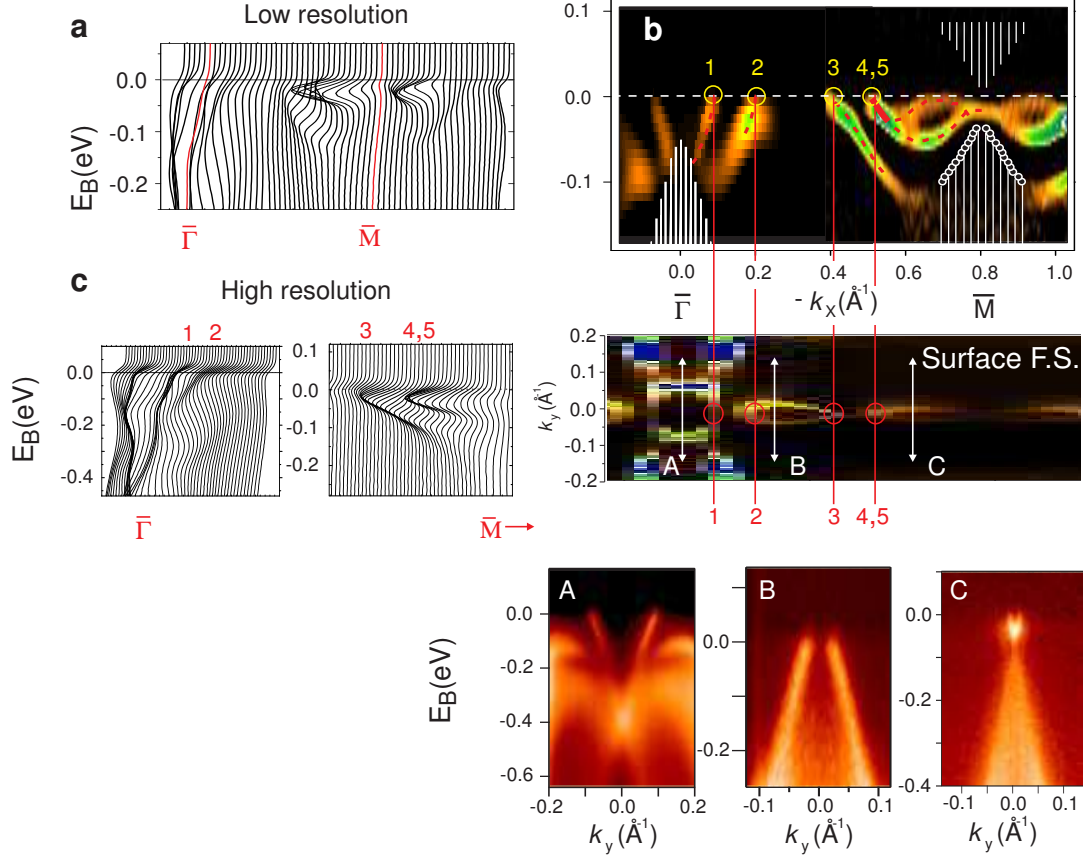 Low resolution
a
0.0
-0.1
-0.2
E_B(eV)
Γ̅
M̅
b
0.1
0.0
-0.1
1
2
3
4,5
0.0
0.2
0.4
0.6
0.8
1.0
Γ̅
- k_x(Å⁻¹)
M̅
c
High resolution
1 2
3 4,5
0.0
-0.2
-0.4
E_B(eV)
0.1
0.0
-0.1
-0.2
Γ̅
M̅
Surface F.S.
0.2
0.1
0.0
-0.1
-0.2
k_y(Å⁻¹)
A
B
C
1
2
3
4,5
A
0.0
-0.2
-0.4
-0.6
E_B(eV)
-0.2 0.0 0.2
k_y(Å⁻¹)
B
0.0
-0.2
-0.1 0.0 0.1
k_y(Å⁻¹)
C
0.0
-0.2
-0.4
-0.1 0.0 0.1
k_y(Å⁻¹)